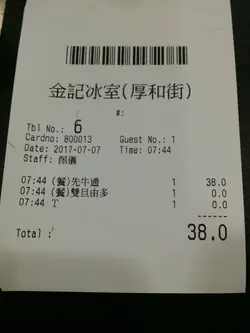 金記冰室(厚和街)
#:
Tbl No.: 6
Cardno: 800013 Guest No.: 1
Date: 2017-07-07 Time: 07:44
Staff: 佩儀
07:44 (餐)先牛通 1 38.0
07:44 (餐)雙旦由多 1 0.0
07:44 T 1 0.0
Total : 38.0